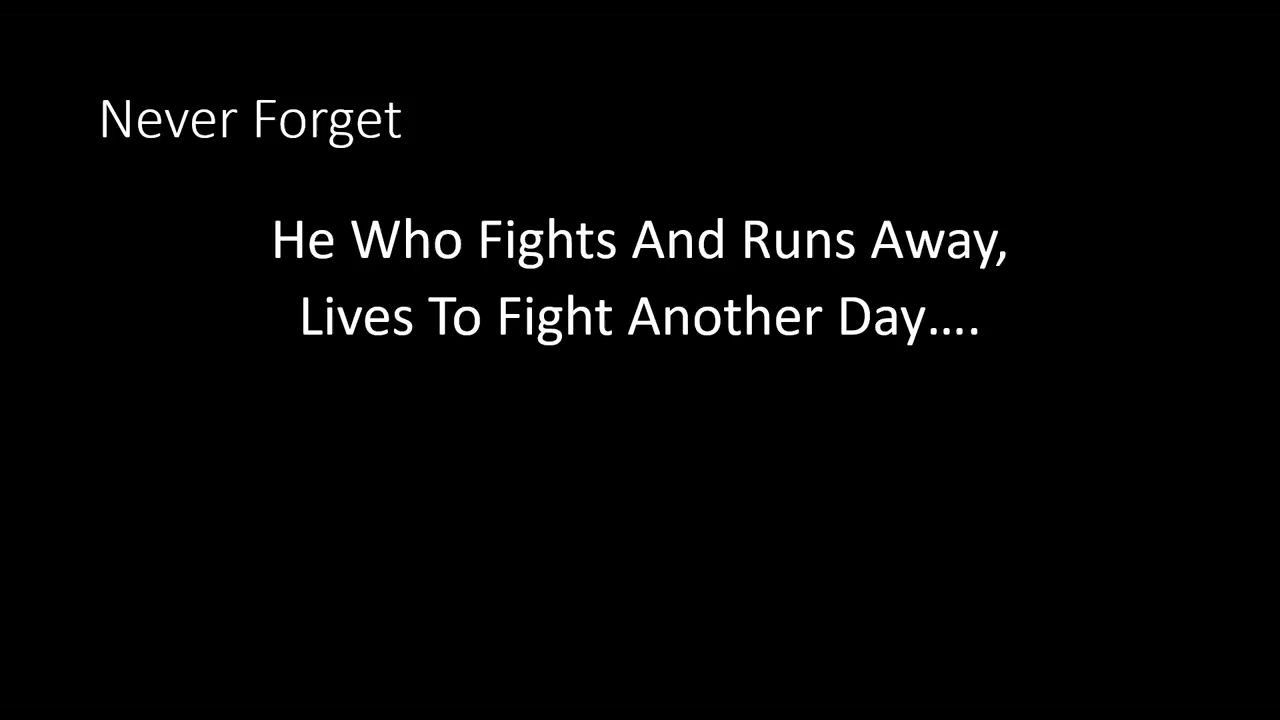 Never Forget
He Who Fights And Runs Away,
Lives To Fight Another Day….